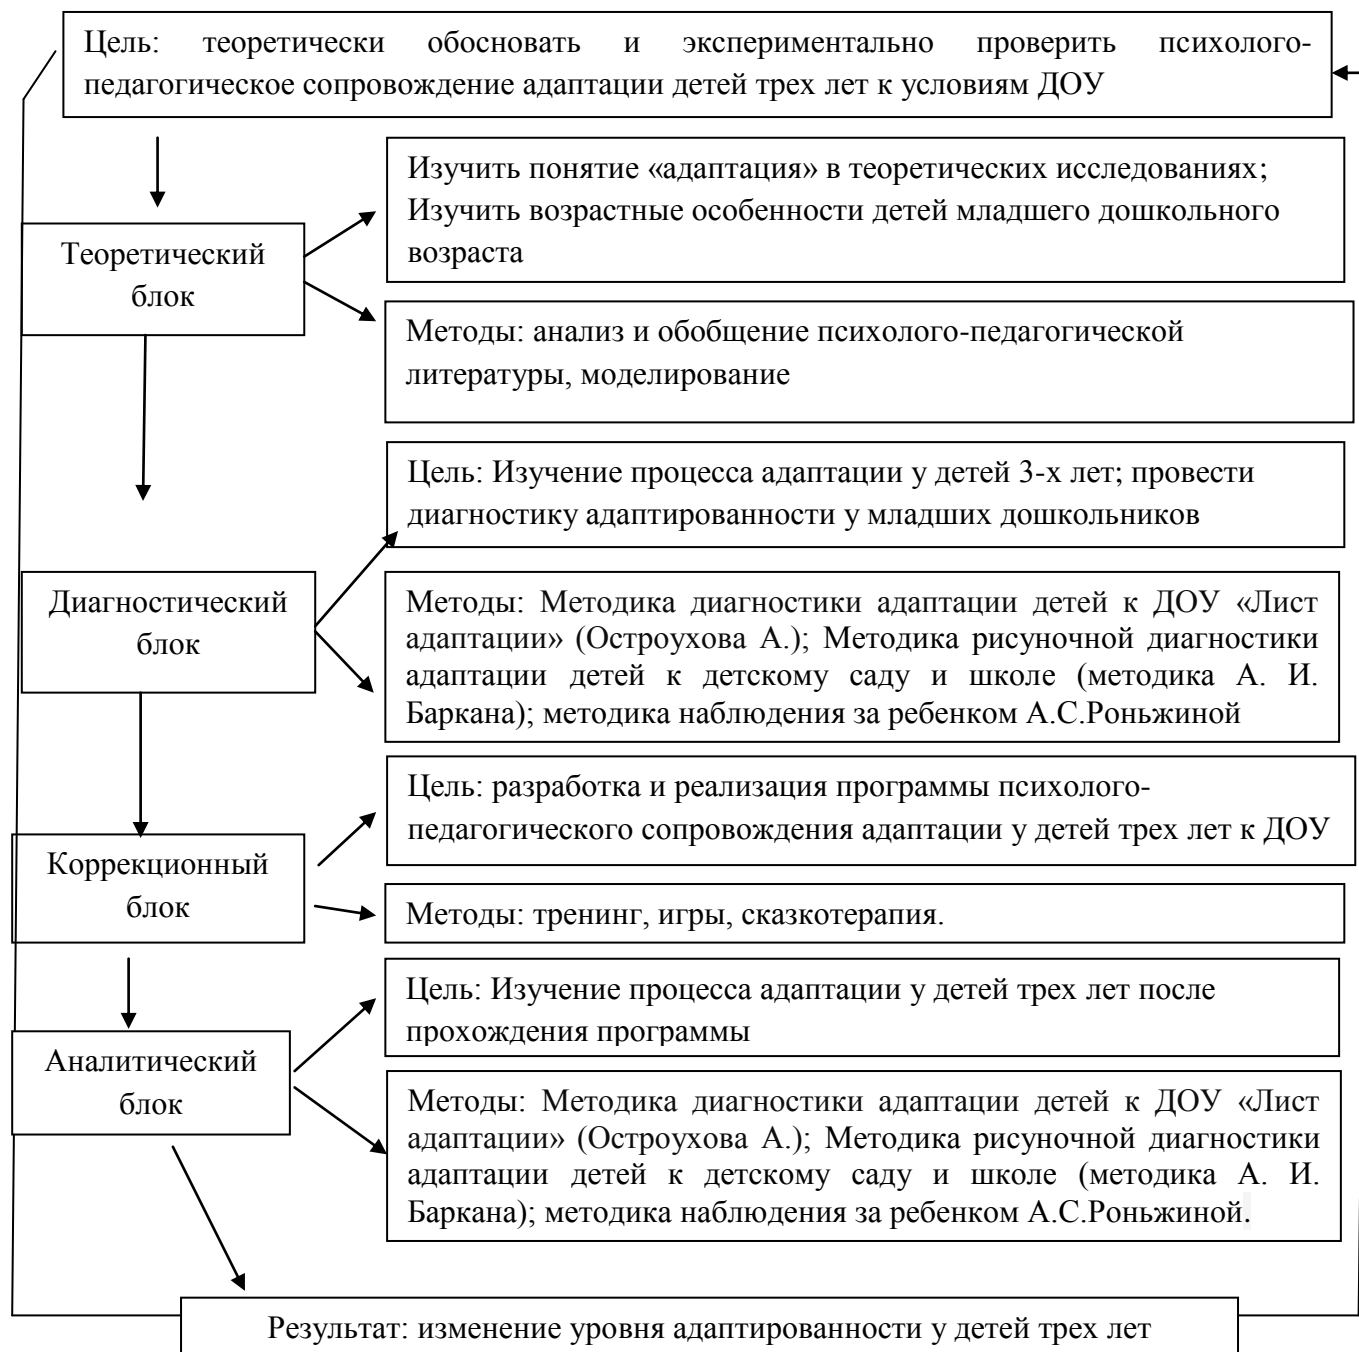 Цель: теоретически обосновать и экспериментально проверить психолого-
педагогическое сопровождение адаптации детей трех лет к условиям ДОУ
Изучить понятие «адаптация» в теоретических исследованиях;
Изучить возрастные особенности детей младшего дошкольного
возраста
Теоретический
блок
Методы: анализ и обобщение психолого-педагогической
литературы, моделирование
Цель: Изучение процесса адаптации у детей 3-х лет; провести
диагностику адаптированности у младших дошкольников
Диагностический
блок
Методы: Методика диагностики адаптации детей к ДОУ «Лист
адаптации» (Остроухова А.); Методика рисуночной диагностики
адаптации детей к детскому саду и школе (методика А. И.
Баркана); методика наблюдения за ребенком А.С.Роньжиной
Цель: разработка и реализация программы психолого-
педагогического сопровождения адаптации у детей трех лет к ДОУ
Коррекционный
блок
Методы: тренинг, игры, сказкотерапия.
Цель: Изучение процесса адаптации у детей трех лет после
прохождения программы
Аналитический
блок
Методы: Методика диагностики адаптации детей к ДОУ «Лист
адаптации» (Остроухова А.); Методика рисуночной диагностики
адаптации детей к детскому саду и школе (методика А. И.
Баркана); методика наблюдения за ребенком А.С.Роньжиной.
Результат: изменение уровня адаптированности у детей трех лет